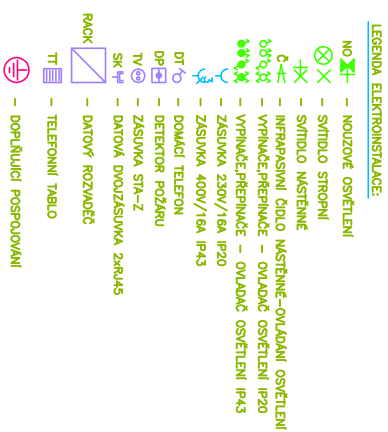 LEGENDA ELEKTROINSTALACE:
NO – NOUZOVÉ OSVĚTLENÍ
– SVÍTIDLO STROPNÍ
– SVÍTIDLO NÁSTĚNNÉ
Č – INFRAPASIVNÍ ČIDLO NÁSTĚNNÉ–OVLÁDÁNÍ OSVĚTLENÍ
– VYPÍNAČE,PŘEPÍNAČE – OVLADAČ OSVĚTLENÍ IP20
– VYPÍNAČE,PŘEPÍNAČE – OVLADAČ OSVĚTLENÍ IP43
– ZÁSUVKA 230V/16A IP20
– ZÁSUVKA 400V/16A IP43
DT – DOMÁCÍ TELEFON
DP – DETEKTOR POŽÁRU
TV – ZÁSUVKA STA–Z
SK – DATOVÁ DVOJZÁSUVKA 2xRJ45
RACK – DATOVÝ ROZVADĚČ
TT – TELEFONNÍ TABLO
– DOPLŇUJÍCÍ POSPOJOVÁNÍ